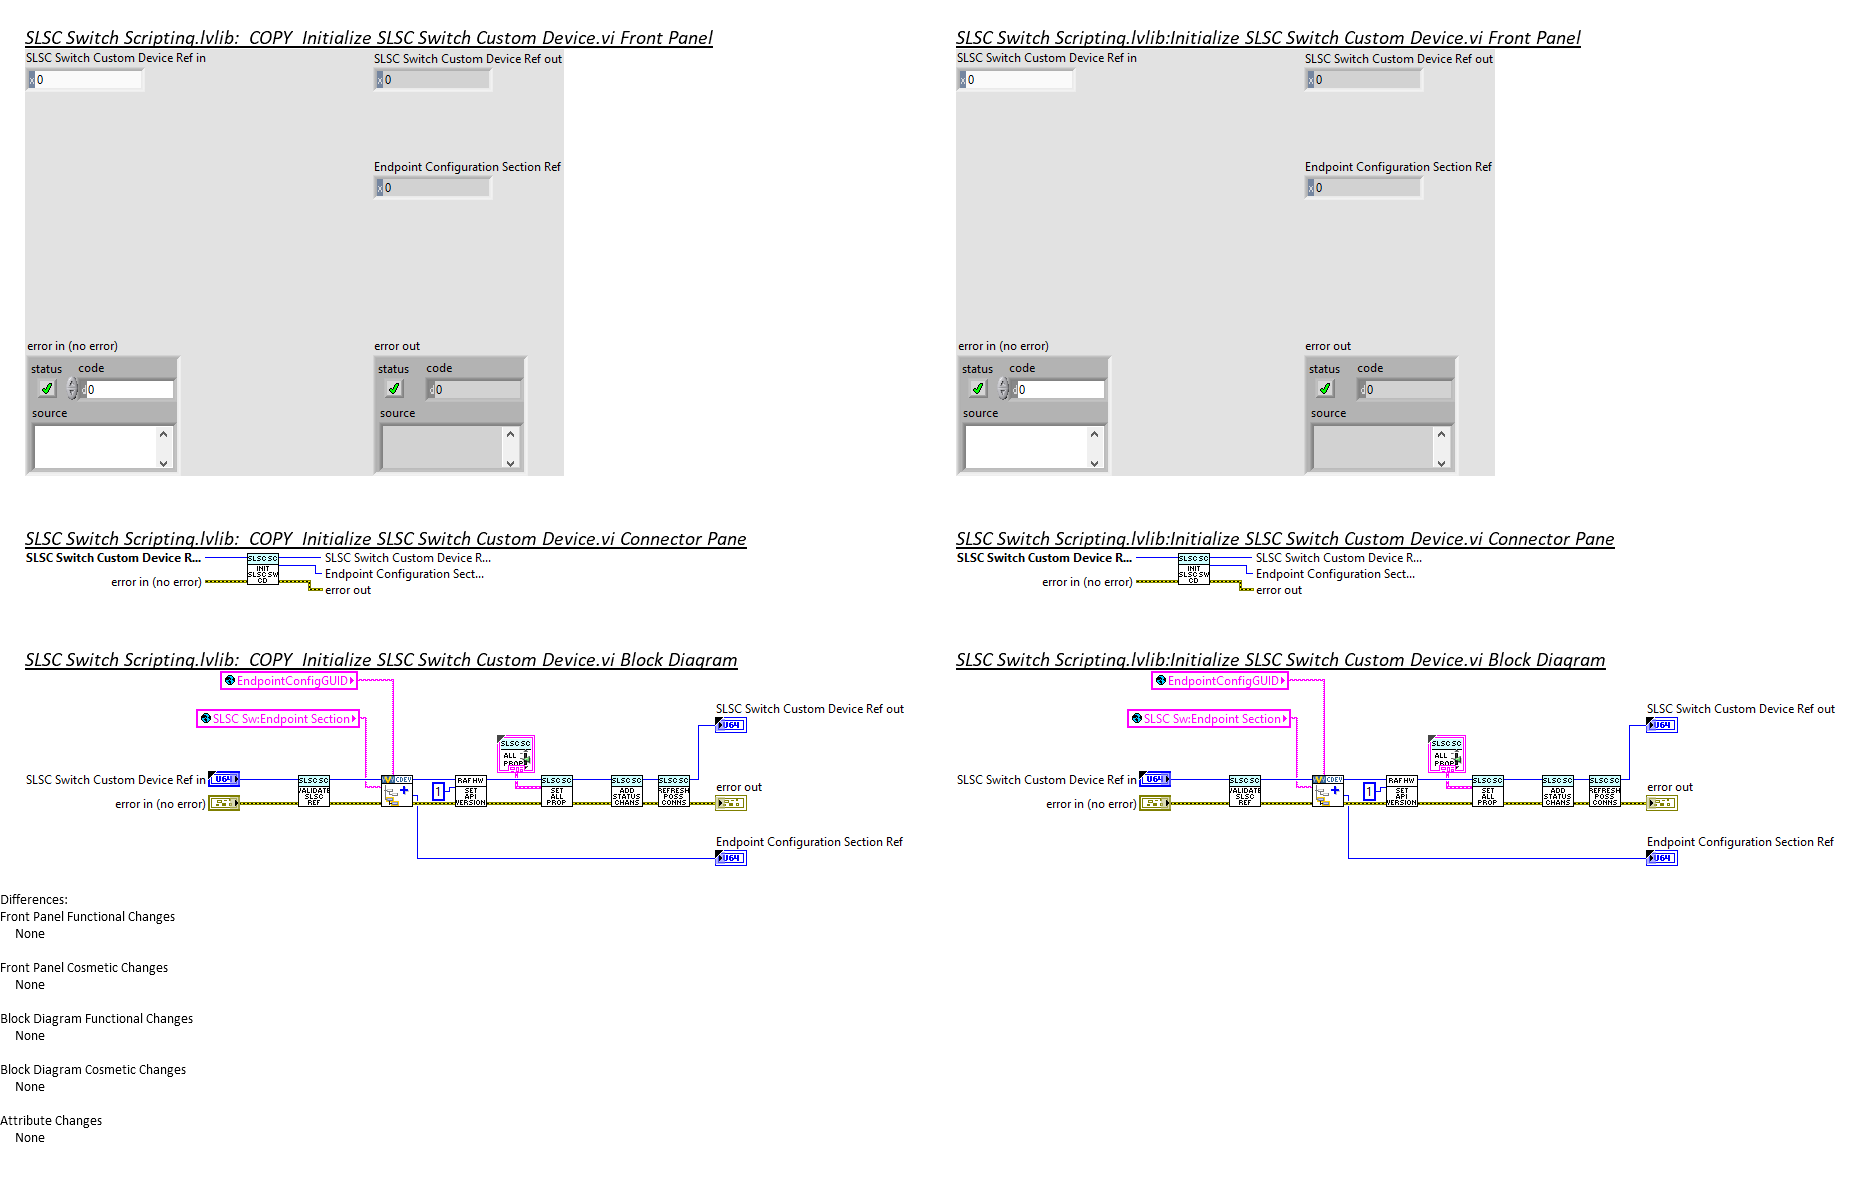 SLSC Switch Scripting.lvlib:  COPY  Initialize SLSC Switch Custom Device.vi Front Panel
SLSC Switch Custom Device Ref in
x 0
SLSC Switch Custom Device Ref out
x 0
Endpoint Configuration Section Ref
x 0
error in (no error)
status
code
d 0
source
error out
status
code
d 0
source
SLSC Switch Scripting.lvlib:Initialize SLSC Switch Custom Device.vi Front Panel
SLSC Switch Custom Device Ref in
x 0
SLSC Switch Custom Device Ref out
x 0
Endpoint Configuration Section Ref
x 0
error in (no error)
status
code
d 0
source
error out
status
code
d 0
source
SLSC Switch Scripting.lvlib:  COPY  Initialize SLSC Switch Custom Device.vi Connector Pane
SLSC Switch Custom Device R...
error in (no error)
SLSC SC
INIT
SLSC SW
CD
SLSC Switch Custom Device R...
Endpoint Configuration Sect...
error out
SLSC Switch Scripting.lvlib:Initialize SLSC Switch Custom Device.vi Connector Pane
SLSC Switch Custom Device R...
error in (no error)
SLSC SC
INIT
SLSC SW
CD
SLSC Switch Custom Device R...
Endpoint Configuration Sect...
error out
SLSC Switch Scripting.lvlib:  COPY  Initialize SLSC Switch Custom Device.vi Block Diagram
EndpointConfigGUID
SLSC Sw:Endpoint Section
SLSC Switch Custom Device Ref in
U64
error in (no error)
SLSC SC
VALIDATE
SLSC
REF
CDEV
1
RAF HW
SET
API
VERSION
SLSC SC
ALL
PROP
SLSC SC
SET
ALL
PROP
SLSC SC
ADD
STATUS
CHANS
SLSC SC
REFRESH
POSS
CONNS
SLSC Switch Custom Device Ref out
U64
error out
Endpoint Configuration Section Ref
U64
SLSC Switch Scripting.lvlib:Initialize SLSC Switch Custom Device.vi Block Diagram
EndpointConfigGUID
SLSC Sw:Endpoint Section
SLSC Switch Custom Device Ref in
U64
error in (no error)
SLSC SC
VALIDATE
SLSC
REF
CDEV
1
RAF HW
SET
API
VERSION
SLSC SC
ALL
PROP
SLSC SC
SET
ALL
PROP
SLSC SC
ADD
STATUS
CHANS
SLSC SC
REFRESH
POSS
CONNS
SLSC Switch Custom Device Ref out
U64
error out
Endpoint Configuration Section Ref
U64
Differences:
Front Panel Functional Changes
None
Front Panel Cosmetic Changes
None
Block Diagram Functional Changes
None
Block Diagram Cosmetic Changes
None
Attribute Changes
None